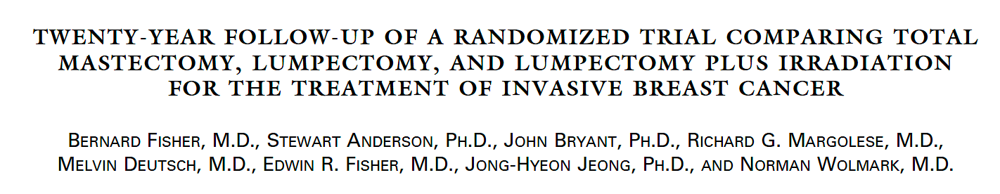 TWENTY-YEAR FOLLOW-UP OF A RANDOMIZED TRIAL COMPARING TOTAL
MASTECTOMY, LUMPECTOMY, AND LUMPECTOMY PLUS IRRADIATION
FOR THE TREATMENT OF INVASIVE BREAST CANCER
BERNARD FISHER, M.D., STEWART ANDERSON, PH.D., JOHN BRYANT, PH.D., RICHARD G. MARGOLESE, M.D.,
MELVIN DEUTSCH, M.D., EDWIN R. FISHER, M.D., JONG-HYEON JEONG, PH.D., AND NORMAN WOLMARK, M.D.